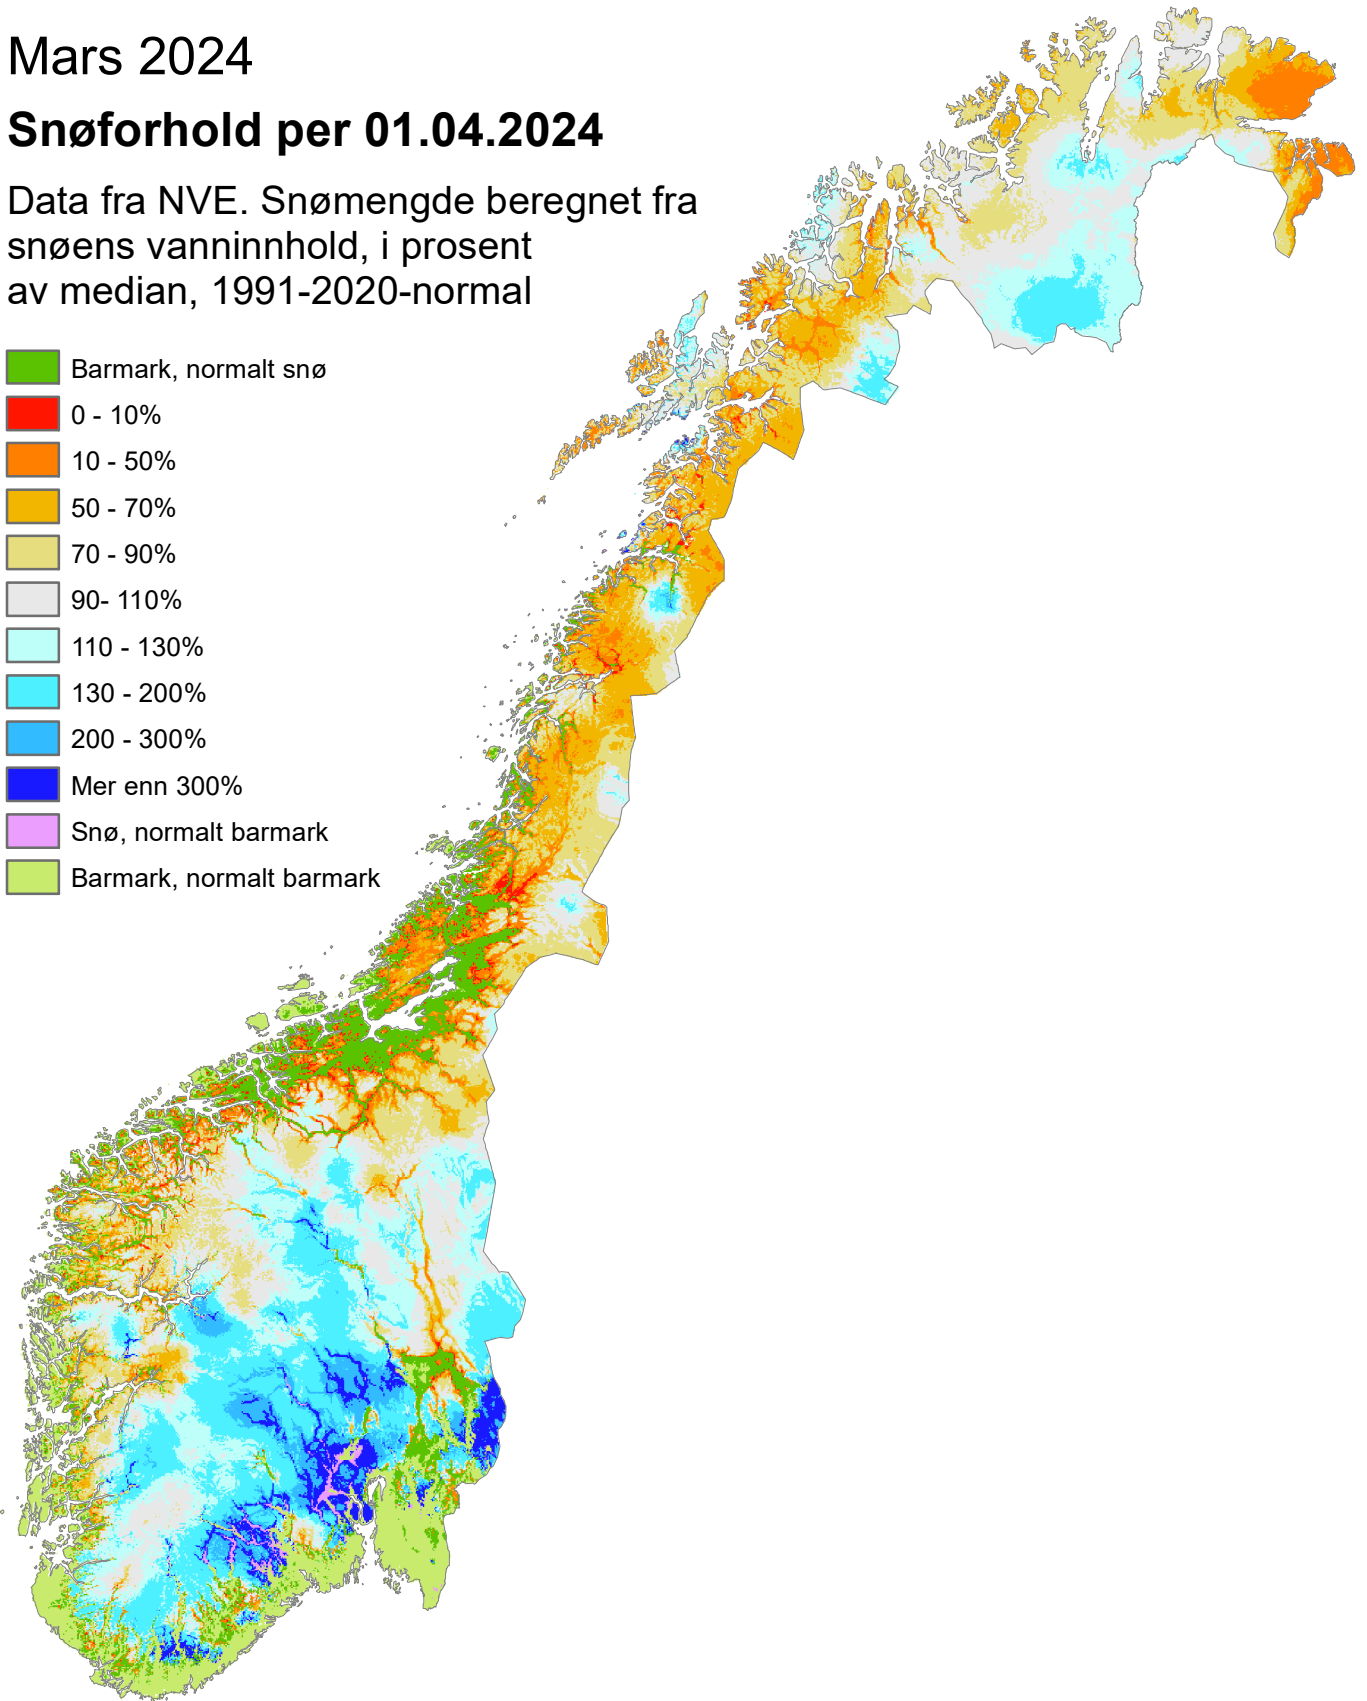 Mars 2024
Snøforhold per 01.04.2024
Data fra NVE. Snømengde beregnet fra
snøens vanninnhold, i prosent
av median, 1991-2020-normal
Barmark, normalt snø
0 - 10%
10 - 50%
50 - 70%
70 - 90%
90- 110%
110 - 130%
130 - 200%
200 - 300%
Mer enn 300%
Snø, normalt barmark
Barmark, normalt barmark